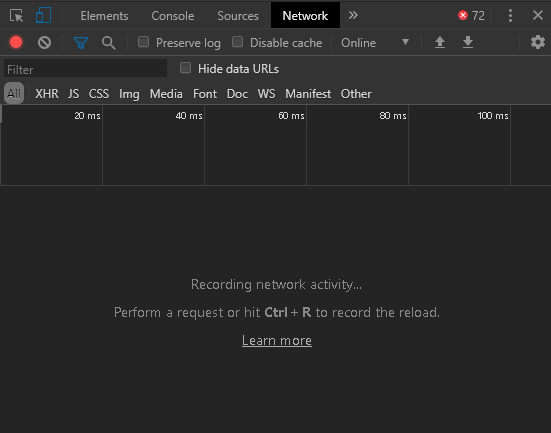 Elements Console Sources Network » 72
Preserve log Disable cache Online
Filter Hide data URLs
All XHR JS CSS Img Media Font Doc WS Manifest Other
20 ms 40 ms 60 ms 80 ms 100 ms
Recording network activity...
Perform a request or hit Ctrl + R to record the reload.
Learn more